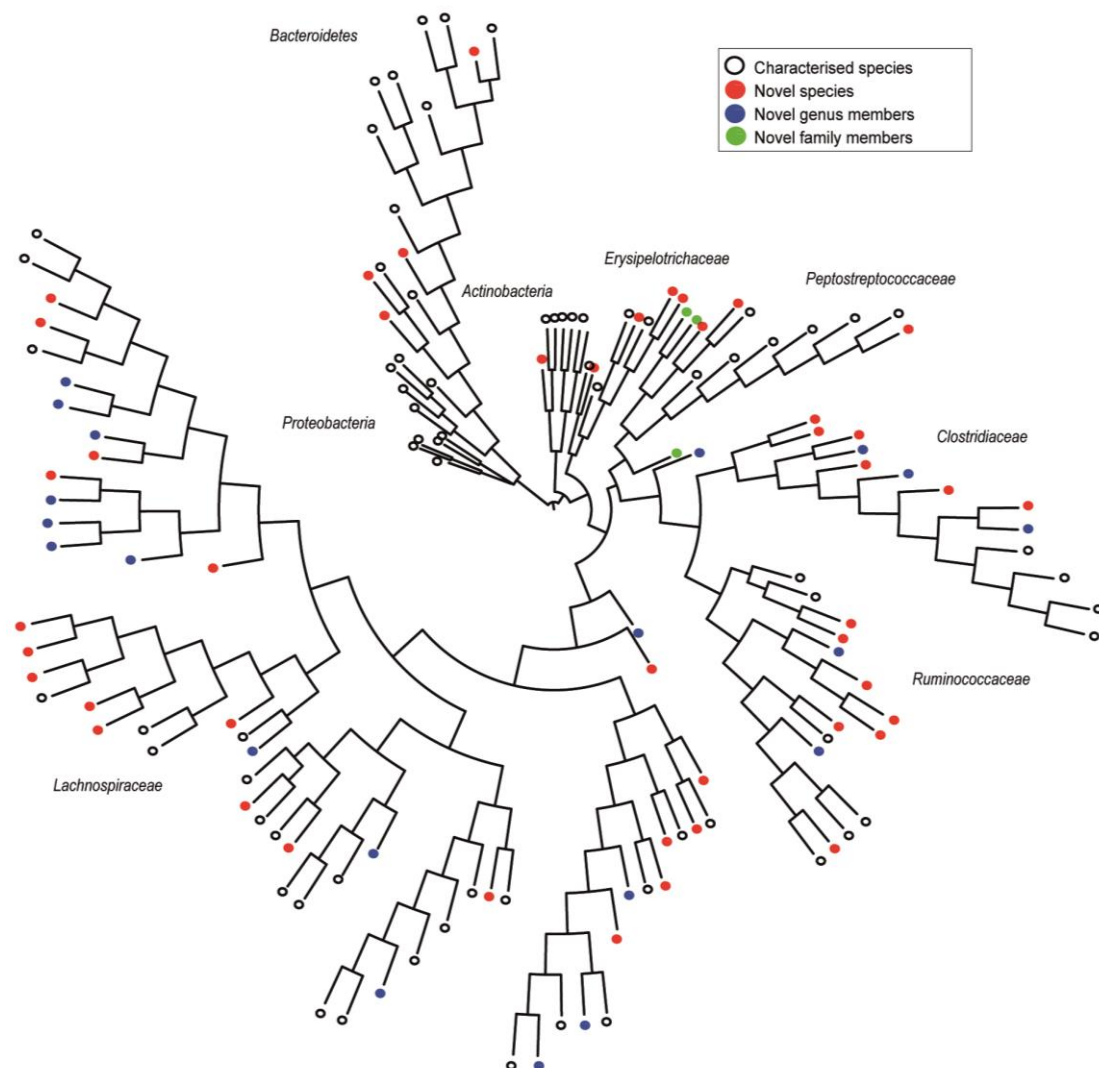 Bacteroidetes
Characterised species
Novel species
Novel genus members
Novel family members
Erysipelotrichaceae
Peptostreptococcaceae
Actinobacteria
Proteobacteria
Clostridiaceae
Ruminococcaceae
Lachnospiraceae